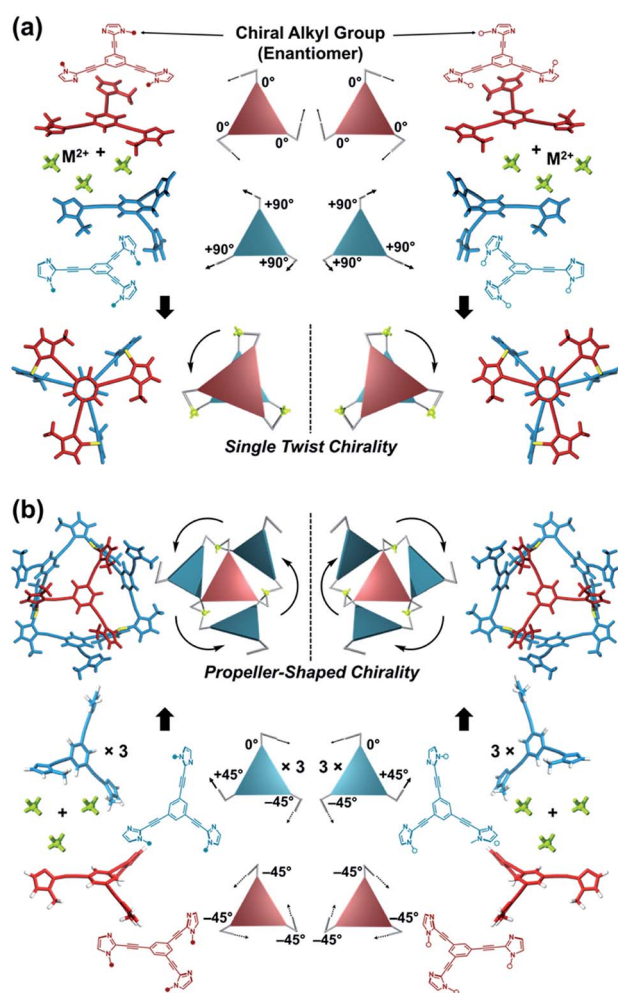 (a)
Chiral Alkyl Group
(Enantiomer)
N
N
N
N
N
N
N
N
N
N
N
N
0°
0°
0°
0°
0°
0°
M2+ +
+ M2+
+90°
+90°
+90°
+90°
+90°
+90°
N
N
N
N
N
N
N
N
N
N
N
N
Single Twist Chirality
(b)
Propeller-Shaped Chirality
× 3
0°
× 3
3 ×
0°
3 ×
+45°
–45°
+45°
–45°
N
N
N
N
N
N
N
N
N
N
N
N
+
+
–45°
–45°
–45°
–45°
–45°
–45°
N
N
N
N
N
N
N
N
N
N
N
N